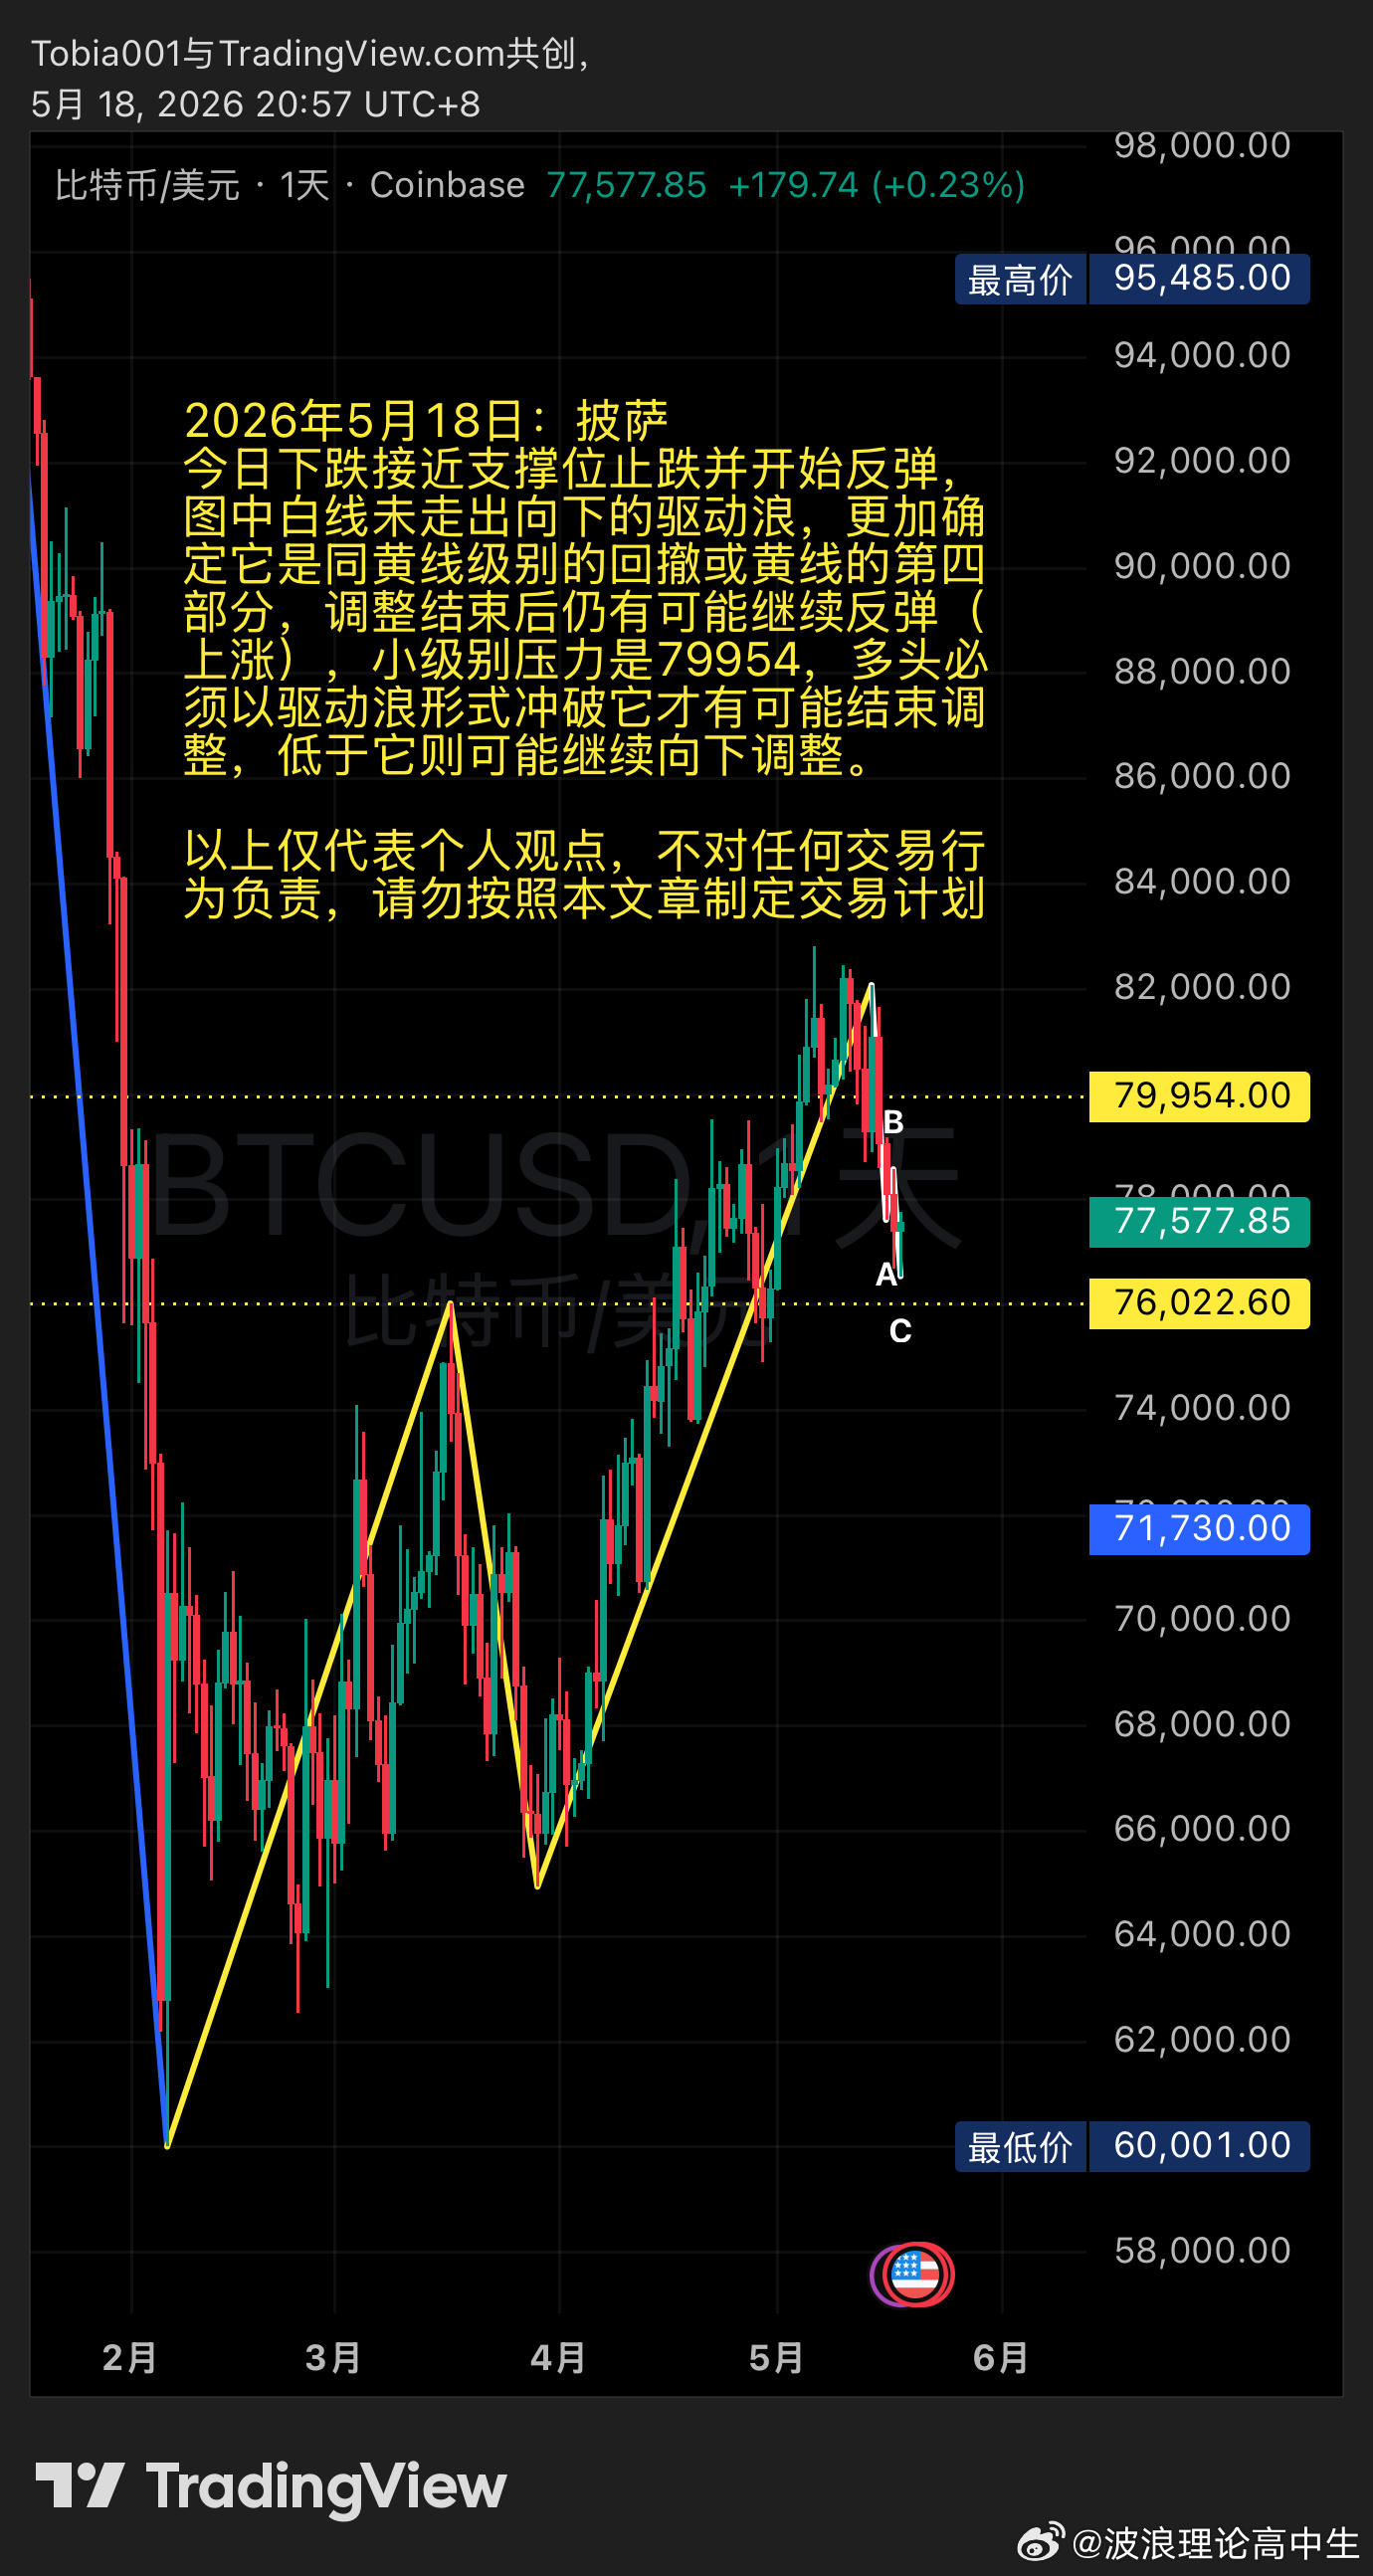 Tobia001与TradingView.com共创,
5月 18, 2026 20:57 UTC+8
98,000.00
比特币/美元 · 1天 · Coinbase 77,577.85 +179.74 (+0.23%)
96,000.00
最高价 95,485.00
94,000.00
2026年5月18日：披萨
92,000.00
今日下跌接近支撑位止跌并开始反弹，
图中白线未走出向下的驱动浪，更加确
定它是同黄线级别的回撤或黄线的第四
90,000.00
部分，调整结束后仍有可能继续反弹（
上涨），小级别压力是79954，多头必
88,000.00
须以驱动浪形式冲破它才有可能结束调
整，低于它则可能继续向下调整。
86,000.00
以上仅代表个人观点，不对任何交易行
84,000.00
为负责，请勿按照本文章制定交易计划
82,000.00
79,954.00
B
BTCUSD, 1天
78,000.00
77,577.85
A
76,022.60
比特币/美元
C
74,000.00
71,730.00
70,000.00
68,000.00
66,000.00
64,000.00
62,000.00
最低价 60,001.00
58,000.00
2月 3月 4月 5月 6月
TradingView
@波浪理论高中生